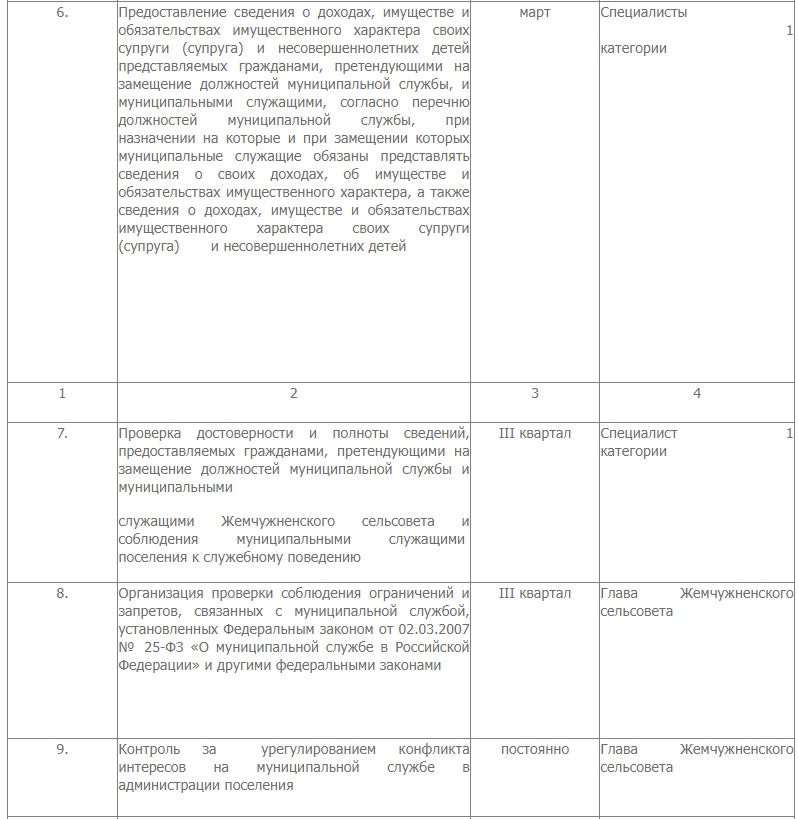 6.
Предоставление сведения о доходах, имуществе и
обязательствах имущественного характера своих
супруги (супруга) и несовершеннолетних детей
представляемых гражданами, претендующими на
замещение должностей муниципальной службы, и
муниципальными служащими, согласно перечню
должностей муниципальной службы, при
назначении на которые и при замещении которых
муниципальные служащие обязаны представлять
сведения о своих доходах, об имуществе и
обязательствах имущественного характера, а также
сведения о доходах, имуществе и обязательствах
имущественного характера своих супруги
(супруга) и несовершеннолетних детей
март
Специалисты
1
категории
1
2
3
4
7.
Проверка достоверности и полноты сведений,
предоставляемых гражданами, претендующими на
замещение должностей муниципальной службы и
муниципальными
служащими Жемчужненского сельсовета и
соблюдения муниципальными служащими
поселения к служебному поведению
III квартал
Специалист 1
категории
8.
Организация проверки соблюдения ограничений и
запретов, связанных с муниципальной службой,
установленных Федеральным законом от 02.03.2007
№ 25-ФЗ «О муниципальной службе в Российской
Федерации» и другими федеральными законами
III квартал
Глава Жемчужненского
сельсовета
9.
Контроль за урегулированием конфликта
интересов на муниципальной службе в
администрации поселения
постоянно
Глава Жемчужненского
сельсовета